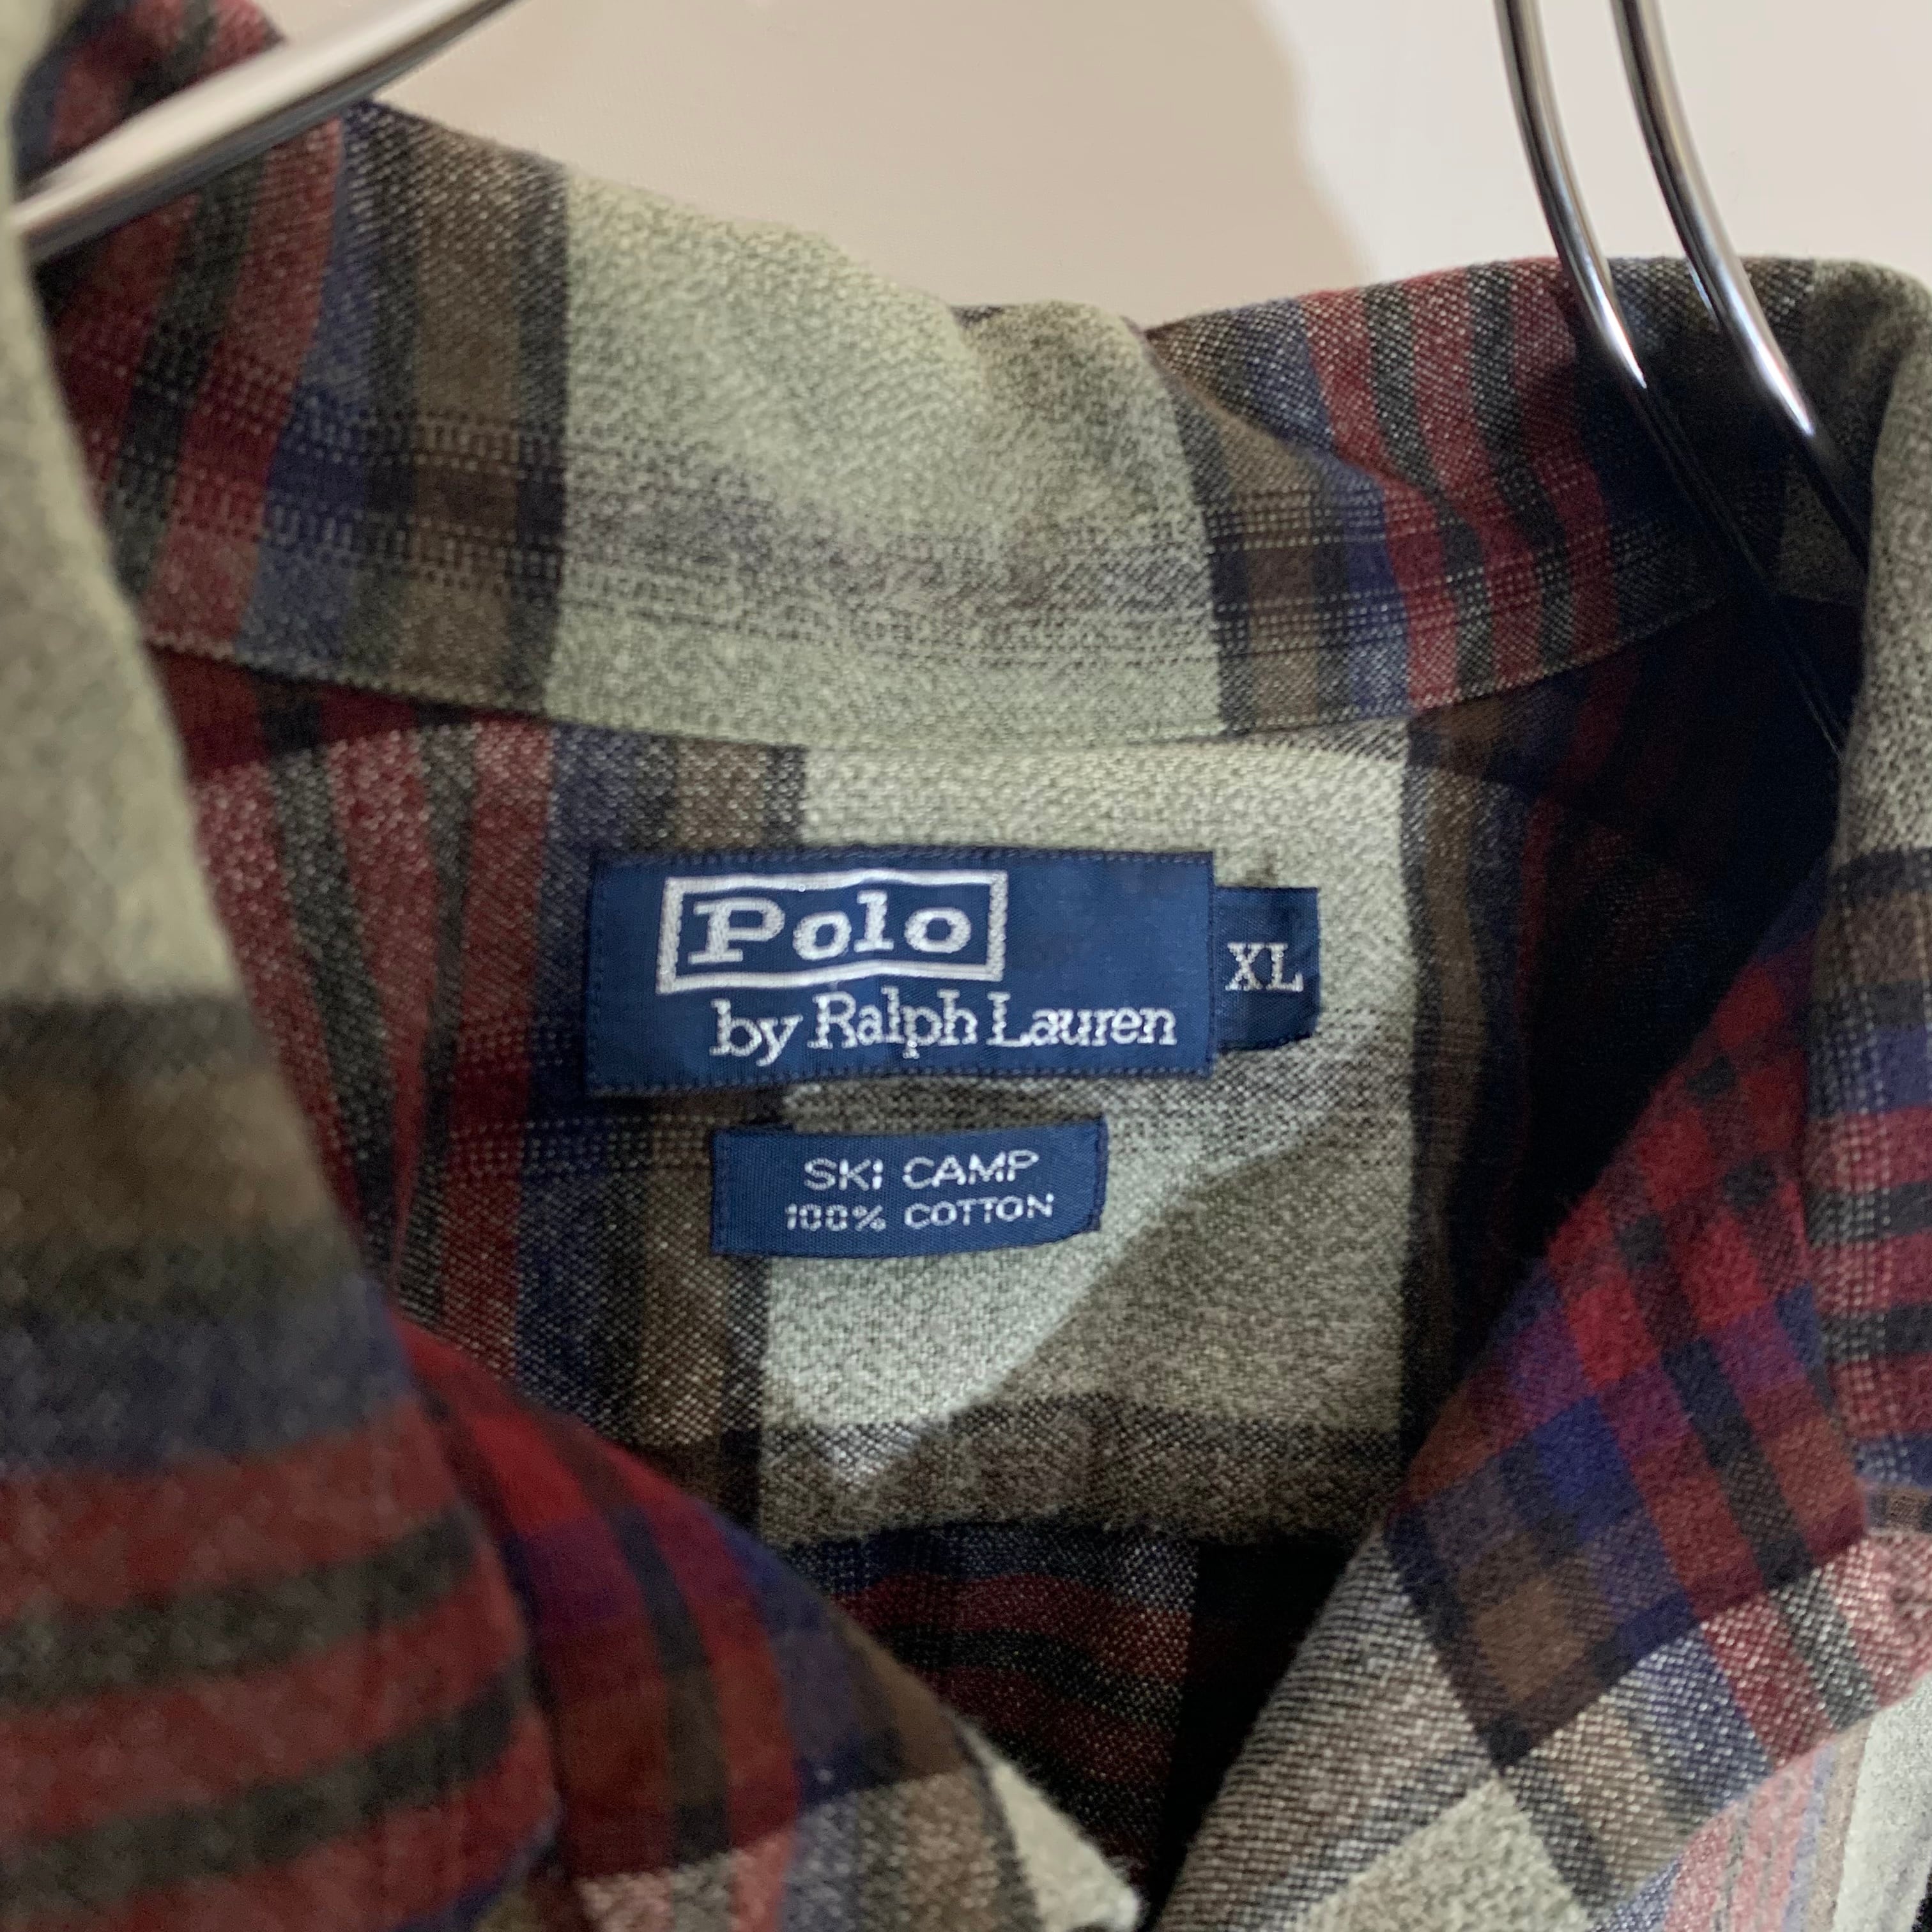 Polo
by Ralph Lauren
XL
SKI CAMP
100% COTTON